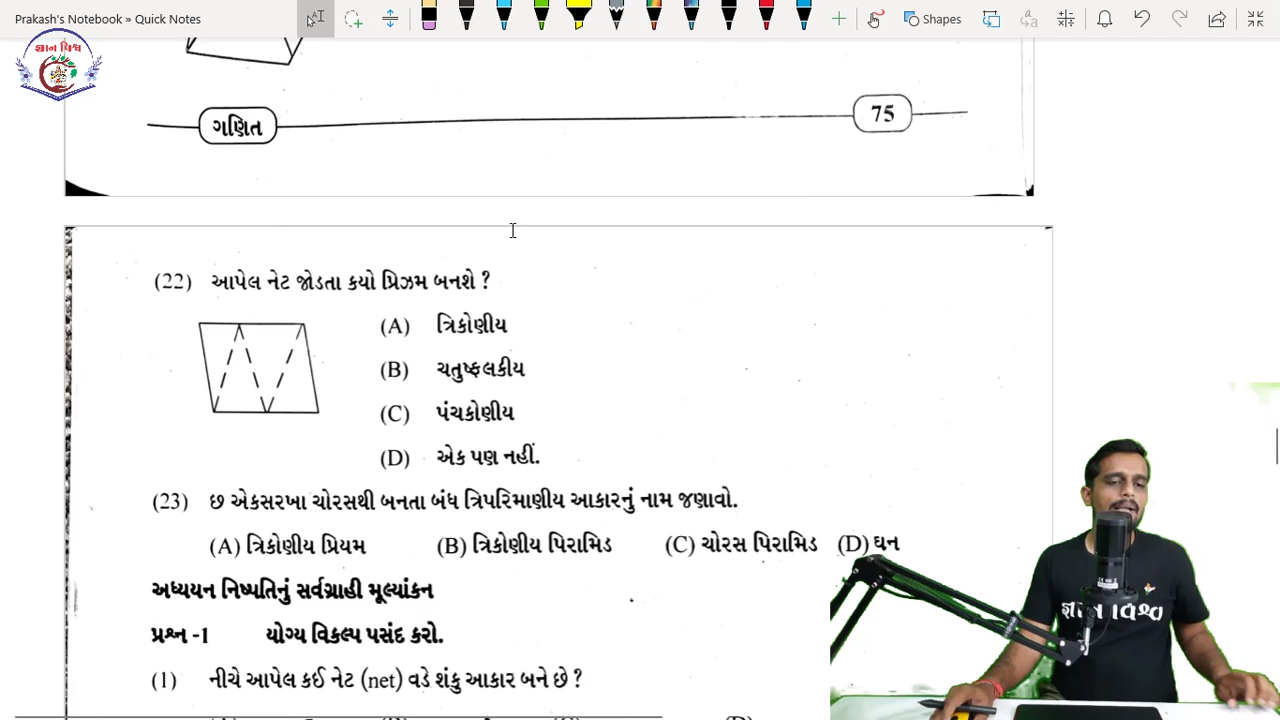 Prakash's Notebook » Quick Notes
Shapes
જ્ઞાન વિશ્વ
ગણિત
75
(22) આપેલ નેટ જોડતા કયો પ્રિઝમ બનશે ?
(A) ત્રિકોણીય
(B) ચતુષ્ફલકીય
(C) પંચકોણીય
(D) એક પણ નહીં.
(23) છ એકસરખા ચોરસથી બનતા બંધ ત્રિપરિમાણીય આકારનું નામ જણાવો.
(A) ત્રિકોણીય પ્રિયમ (B) ત્રિકોણીય પિરામિડ (C) ચોરસ પિરામિડ (D) ઘન
અધ્યયન નિષ્પતિનું સર્વગ્રાહી મૂલ્યાંકન
પ્રશ્ન -1 યોગ્ય વિકલ્પ પસંદ કરો.
(1) નીચે આપેલ કઈ નેટ (net) વડે શંકુ આકાર બને છે ?
જ્ઞાન વિશ્વ